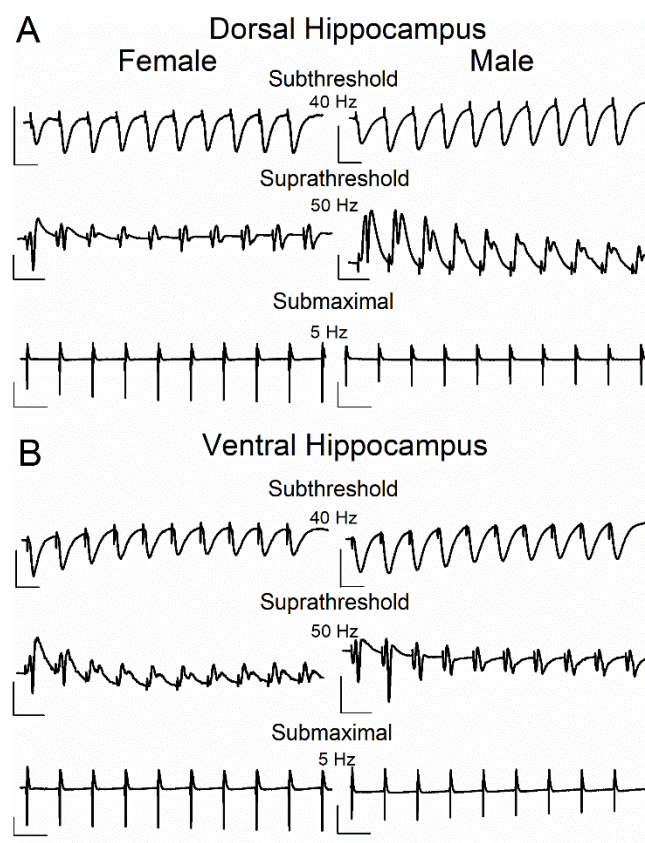 A
Dorsal Hippocampus
Female Male
Subthreshold
40 Hz
Suprathreshold
50 Hz
Submaximal
5 Hz
B
Ventral Hippocampus
Subthreshold
40 Hz
Suprathreshold
50 Hz
Submaximal
5 Hz